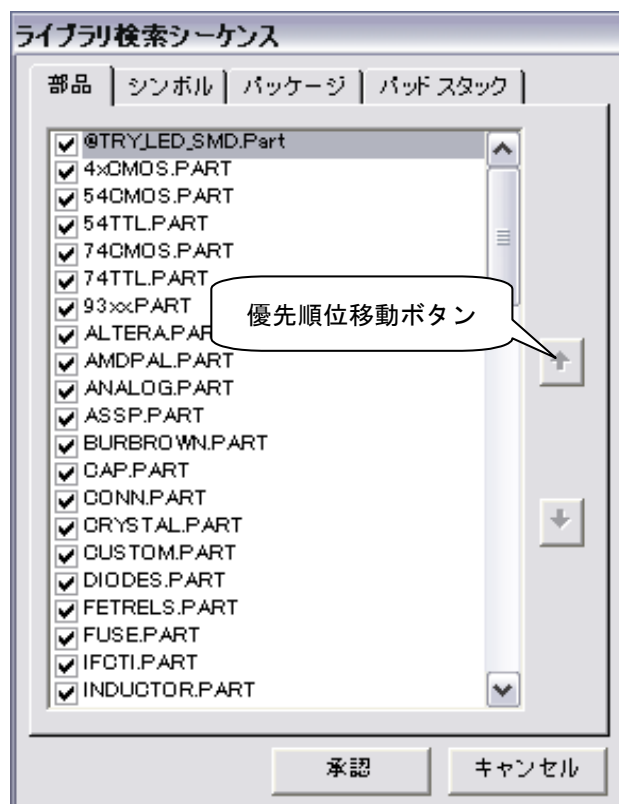 ライブラリ検索シーケンス
部品 シンボル パッケージ パッド スタック
@TRY_LED_SMD.Part
4xCMOS.PART
54CMOS.PART
54TTL.PART
74CMOS.PART
74TTL.PART
93xx.PART
優先順位移動ボタン
ALTERA.PAR
AMDPAL.PART
ANALOG.PART
ASSP.PART
BURBROWN.PART
CAP.PART
CONN.PART
CRYSTAL.PART
CUSTOM.PART
DIODES.PART
FETRELS.PART
FUSE.PART
IFCTI.PART
INDUCTOR.PART
承認 キャンセル